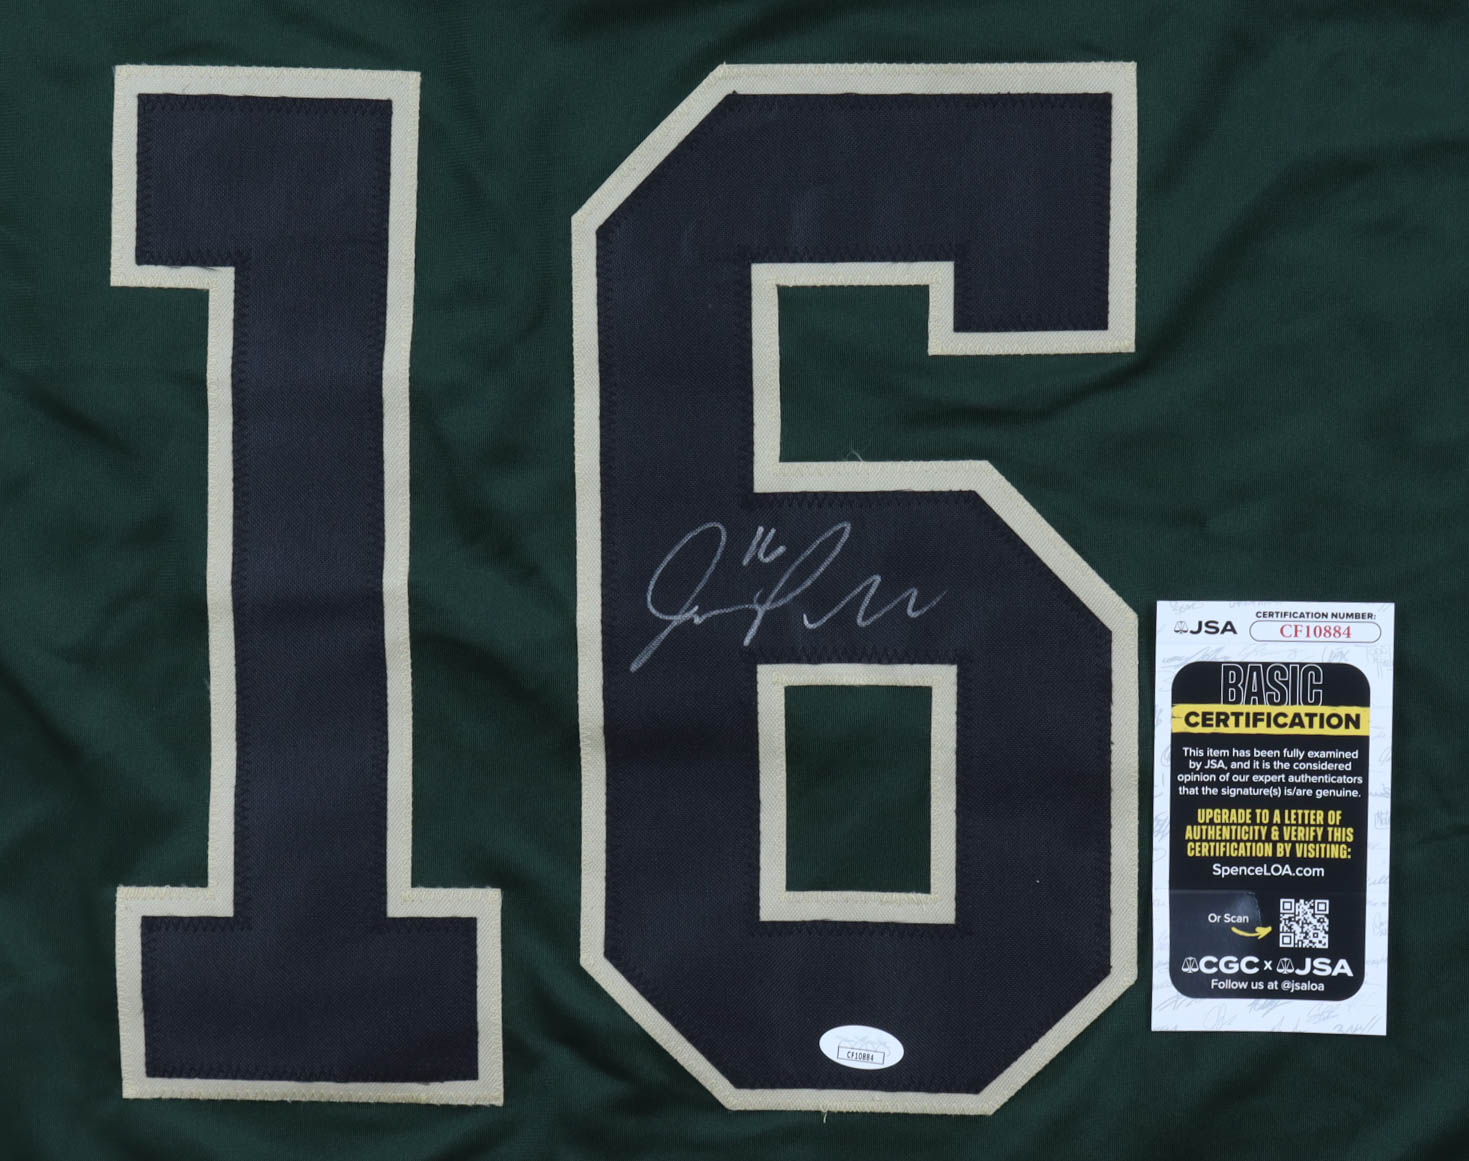 16
16
JSA
CERTIFICATION NUMBER:
CF10884
BASIC
CERTIFICATION
This item has been fully examined
by JSA, and it is the considered
opinion of our expert authenticators
that the signature(s) is/are genuine.
UPGRADE TO A LETTER OF
AUTHENTICITY & VERIFY THIS
CERTIFICATION BY VISITING:
SpenceLOA.com
Or Scan
CGC x JSA
Follow us at @jsaloa
CF10884